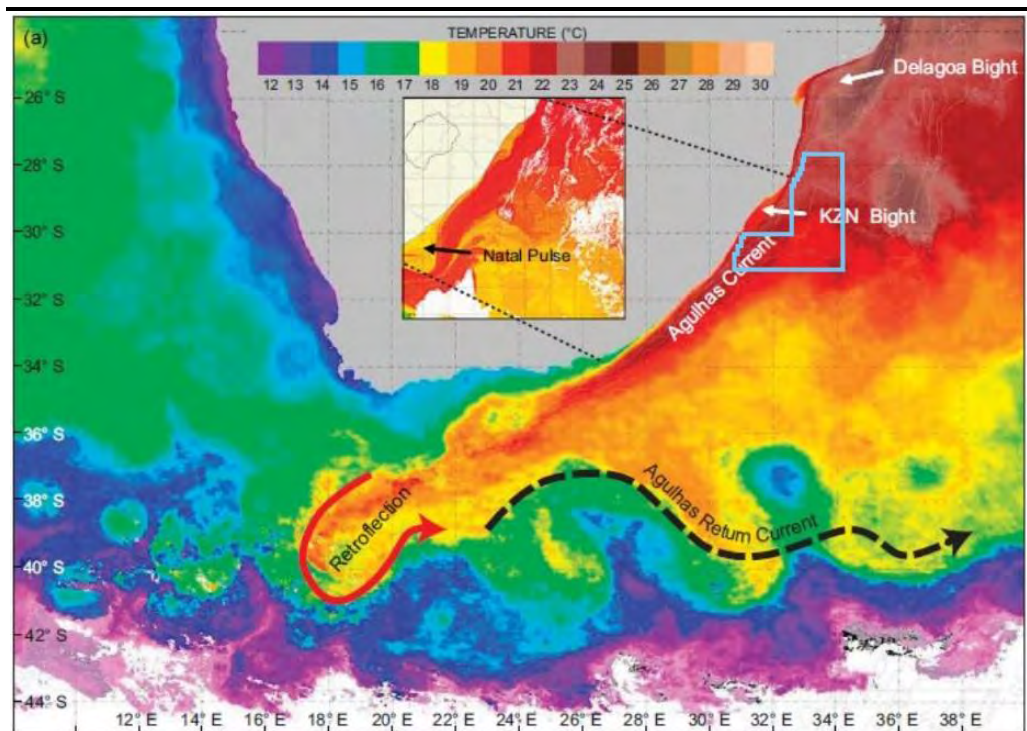 (a)
TEMPERATURE (°C)
12 13 14 15 16 17 18 19 20 21 22 23 24 25 26 27 28 29 30
Delagoa Bight
26° S
28° S
KZN Bight
30° S
Natal Pulse
Agulhas Current
32° S
34° S
36° S
Agulhas Return Current
38° S
Retroflection
40° S
42° S
44° S
12° E 14° E 16° E 18° E 20° E 22° E 24° E 26° E 28° E 30° E 32° E 34° E 36° E 38° E